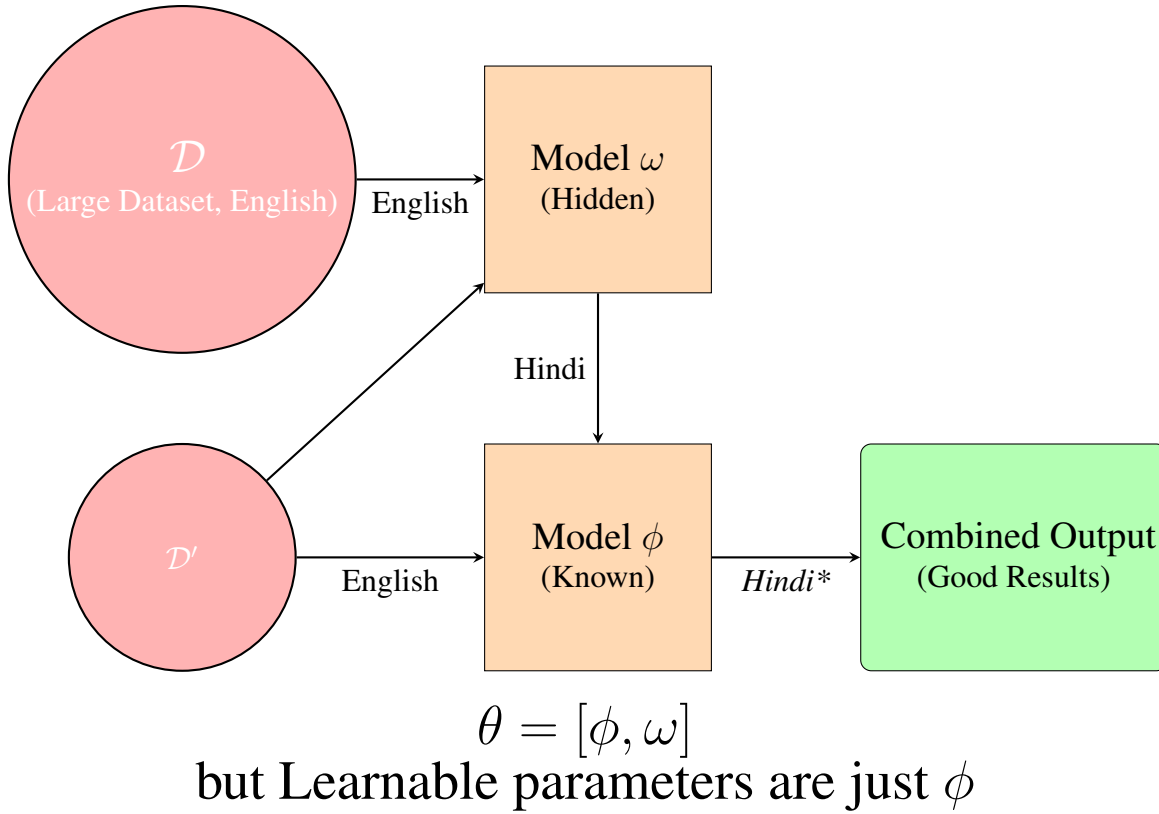 𝒟
(Large Dataset, English)
English
Model ω
(Hidden)
Hindi
𝒟′
English
Model ϕ
(Known)
Hindi*
Combined Output
(Good Results)
θ = [ϕ, ω]
but Learnable parameters are just ϕ